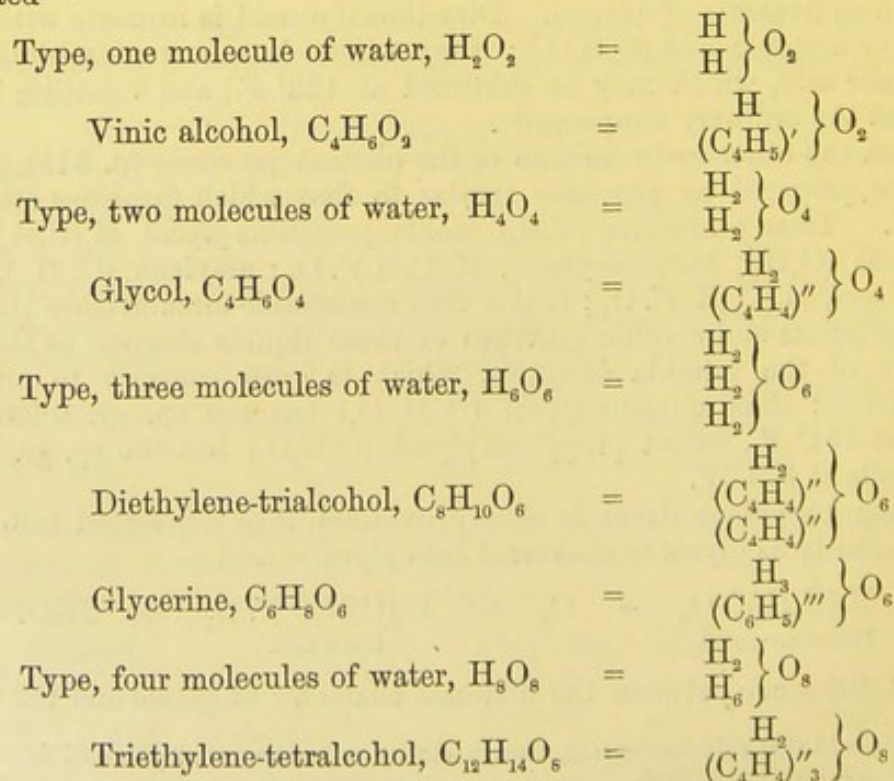 Type, one molecule of water, H₂O₂ = H H } O₂
Vinic alcohol, C₄H₆O₂ = H (C₄H₅)′ } O₂
Type, two molecules of water, H₄O₄ = H₂ H₂ } O₄
Glycol, C₄H₆O₄ = H₂ (C₄H₄)″ } O₄
Type, three molecules of water, H₆O₆ = H₂ H₂ H₂ } O₆
Diethylene-trialcohol, C₈H₁₀O₆ = H₂ (C₄H₄)″ (C₄H₄)″ } O₆
Glycerine, C₆H₈O₆ = H₃ (C₆H₅)‴ } O₆
Type, four molecules of water, H₈O₈ = H₂ H₆ } O₈
Triethylene-tetralcohol, C₁₂H₁₄O₈ = H₂ (C₄H₄)″₃ } O₈